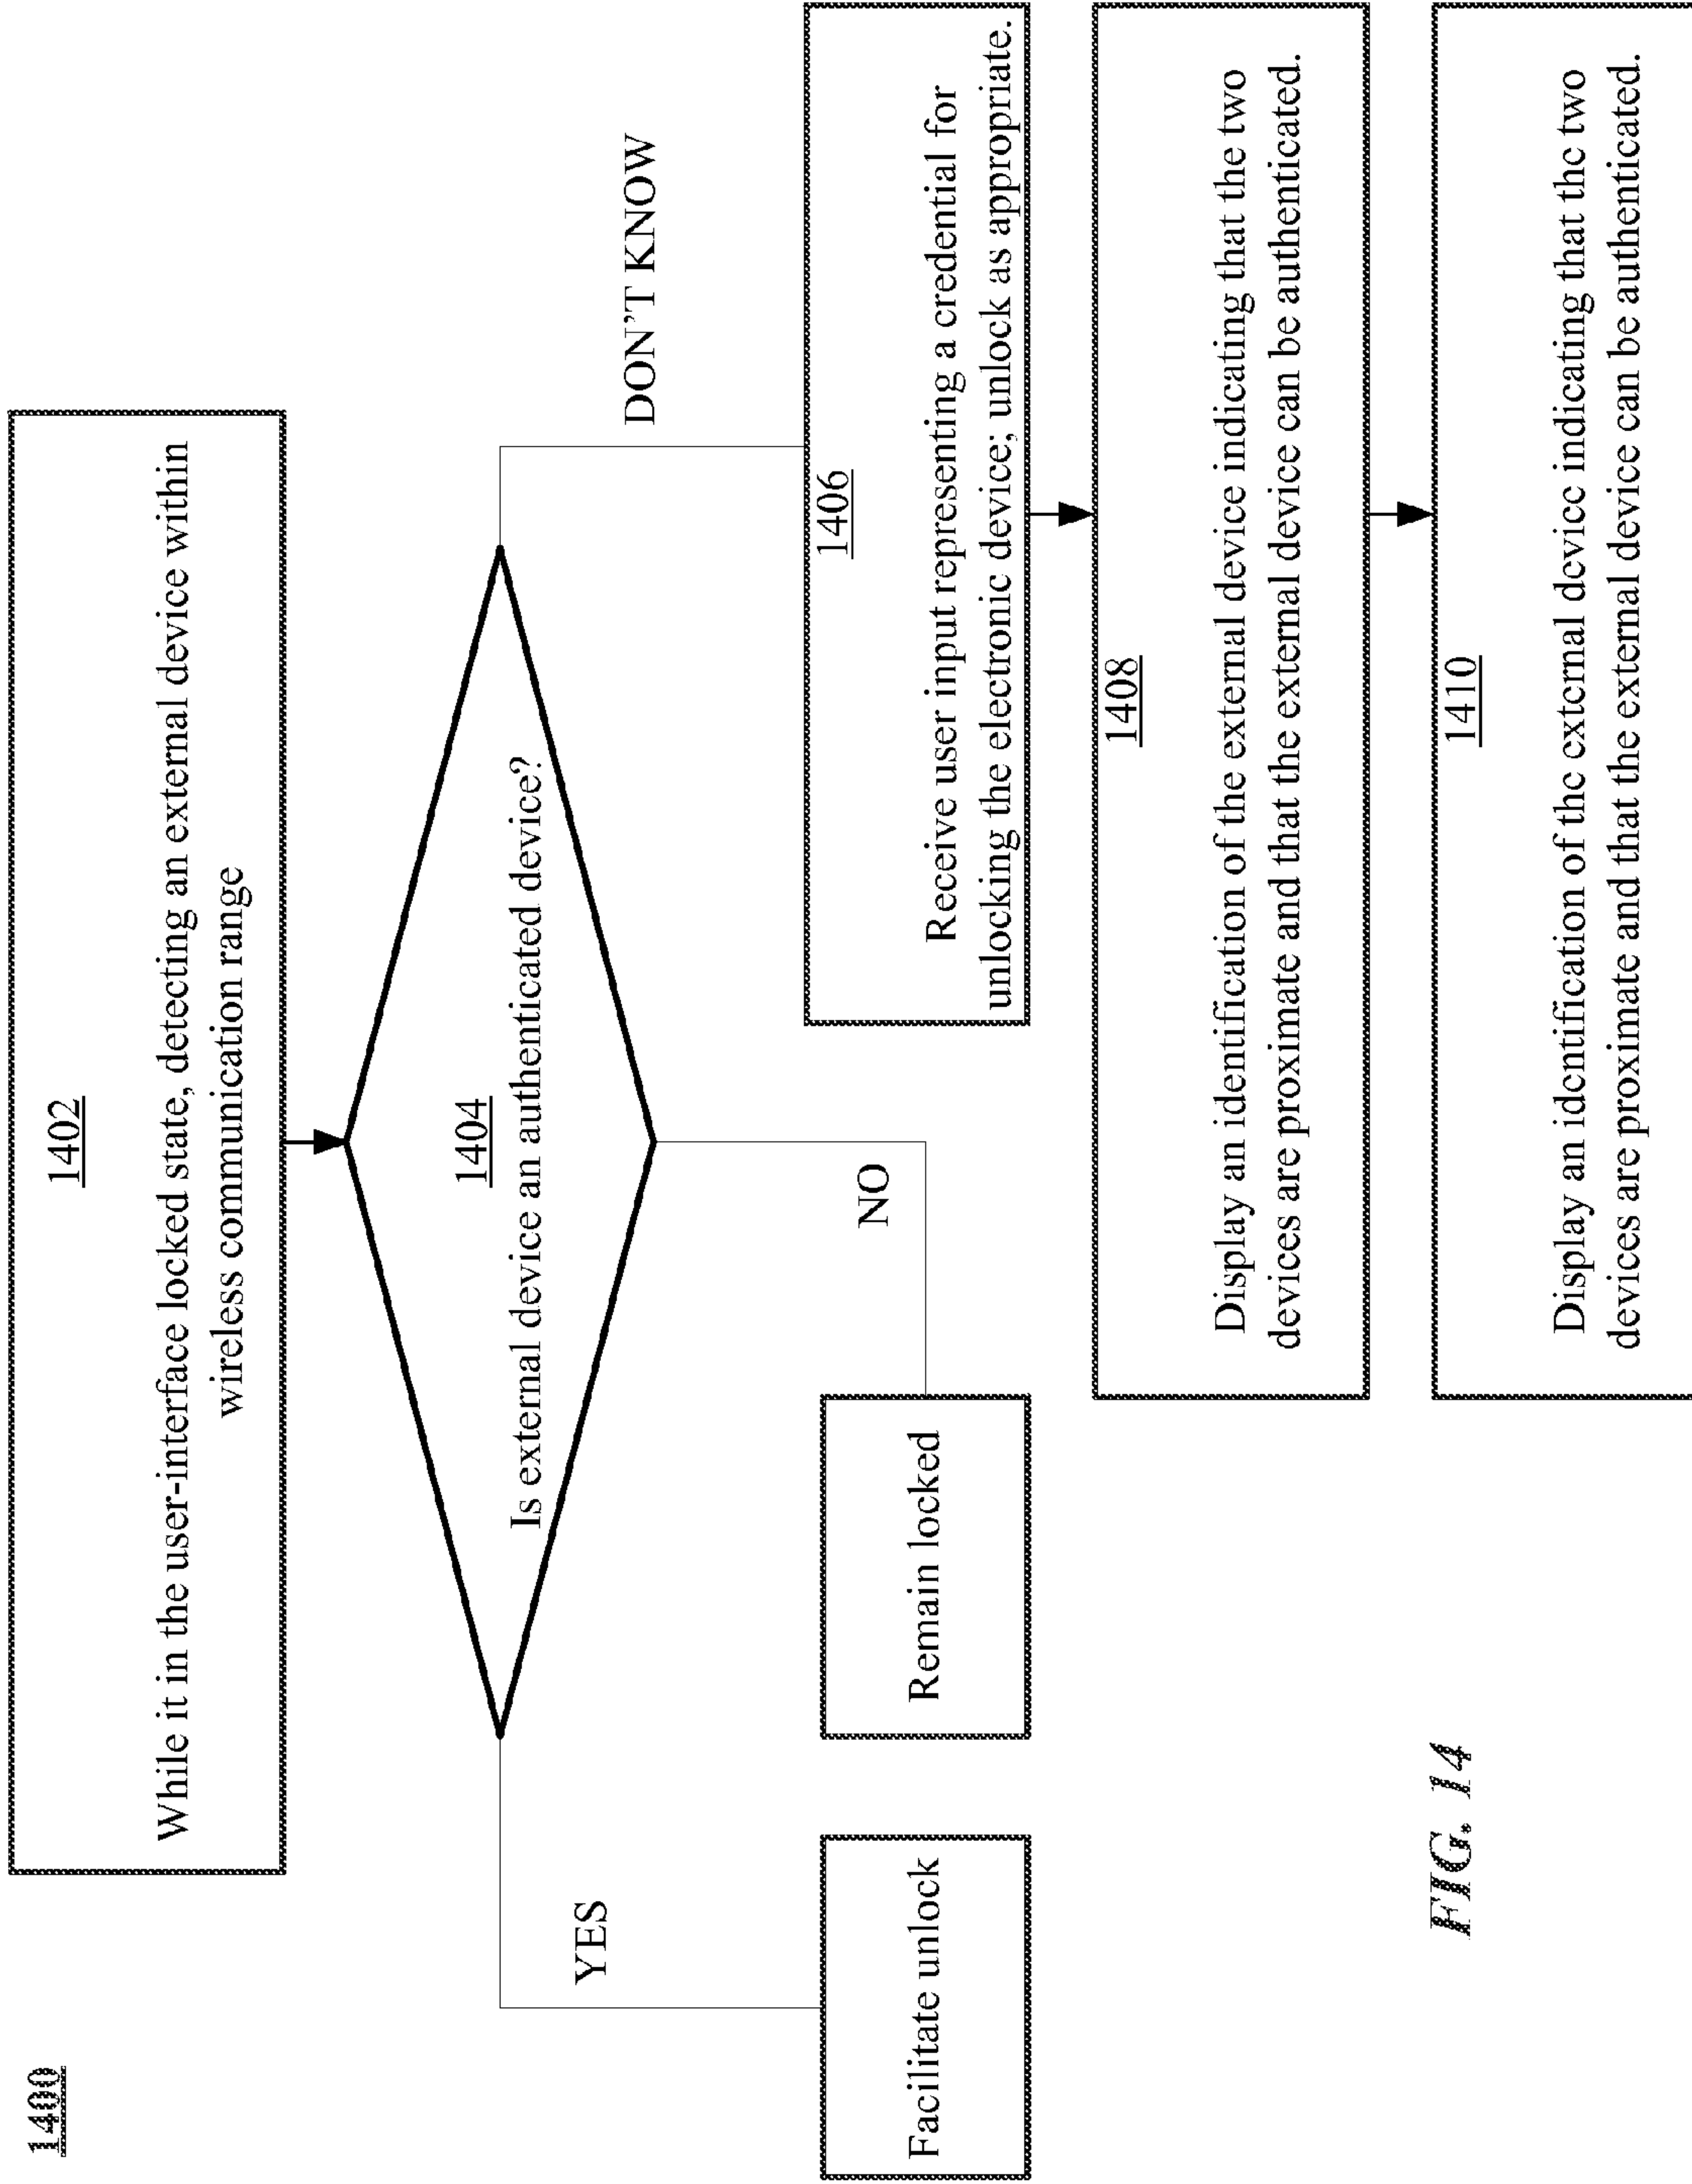 1400
1402
While it in the user-interface locked state, detecting an external device within
wireless communication range
1404
Is external device an authenticated device?
YES
NO
DON'T KNOW
Facilitate unlock
Remain locked
1406
Receive user input representing a credential for
unlocking the electronic device; unlock as appropriate.
1408
Display an identification of the external device indicating that the two
devices are proximate and that the external device can be authenticated.
1410
Display an identification of the external device indicating that the two
devices are proximate and that the external device can be authenticated.
FIG. 14